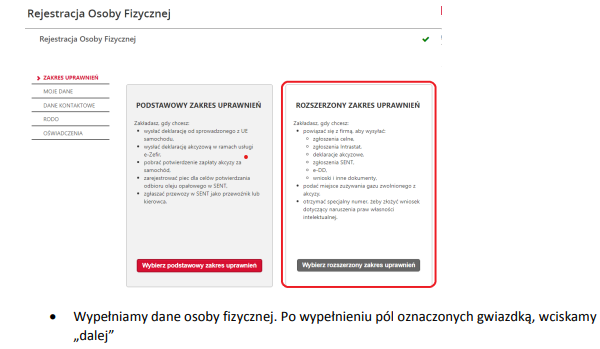 Rejestracja Osoby Fizycznej
Rejestracja Osoby Fizycznej
ZAKRES UPRAWNIEŃ
MOJE DANE
DANE KONTAKTOWE
RODO
OŚWIADCZENIA
PODSTAWOWY ZAKRES UPRAWNIEŃ
Zakładasz, gdy chcesz:
• wysłać deklarację od sprowadzonego z UE
samochodu.
• wysłać deklarację akcyzową w ramach usługi
e-Zefir.
• pobrać potwierdzenie zapłaty akcyzy za
samochód.
• zarejestrować piec dla celów potwierdzenia
odbioru oleju opałowego w SENT.
• zgłaszać przewozy w SENT jako przewoźnik lub
kierowca.
Wybierz podstawowy zakres uprawnień
ROZSZERZONY ZAKRES UPRAWNIEŃ
Zakładasz, gdy chcesz:
• powiązać się z firmą, aby wysyłać:
○ zgłoszenia celne.
○ zgłoszenia Intrastat.
○ deklaracje akcyzowe.
○ zgłoszenia SENT.
○ e-DD.
○ wnioski i inne dokumenty.
• podać miejsce zużywania gazu zwolnionego z
akcyzy.
• otrzymać specjalny numer, żeby złożyć wniosek
dotyczący naruszenia praw własności
intelektualnej.
Wybierz rozszerzony zakres uprawnień
• Wypełniamy dane osoby fizycznej. Po wypełnieniu pól oznaczonych gwiazdką, wciskamy
„dalej”